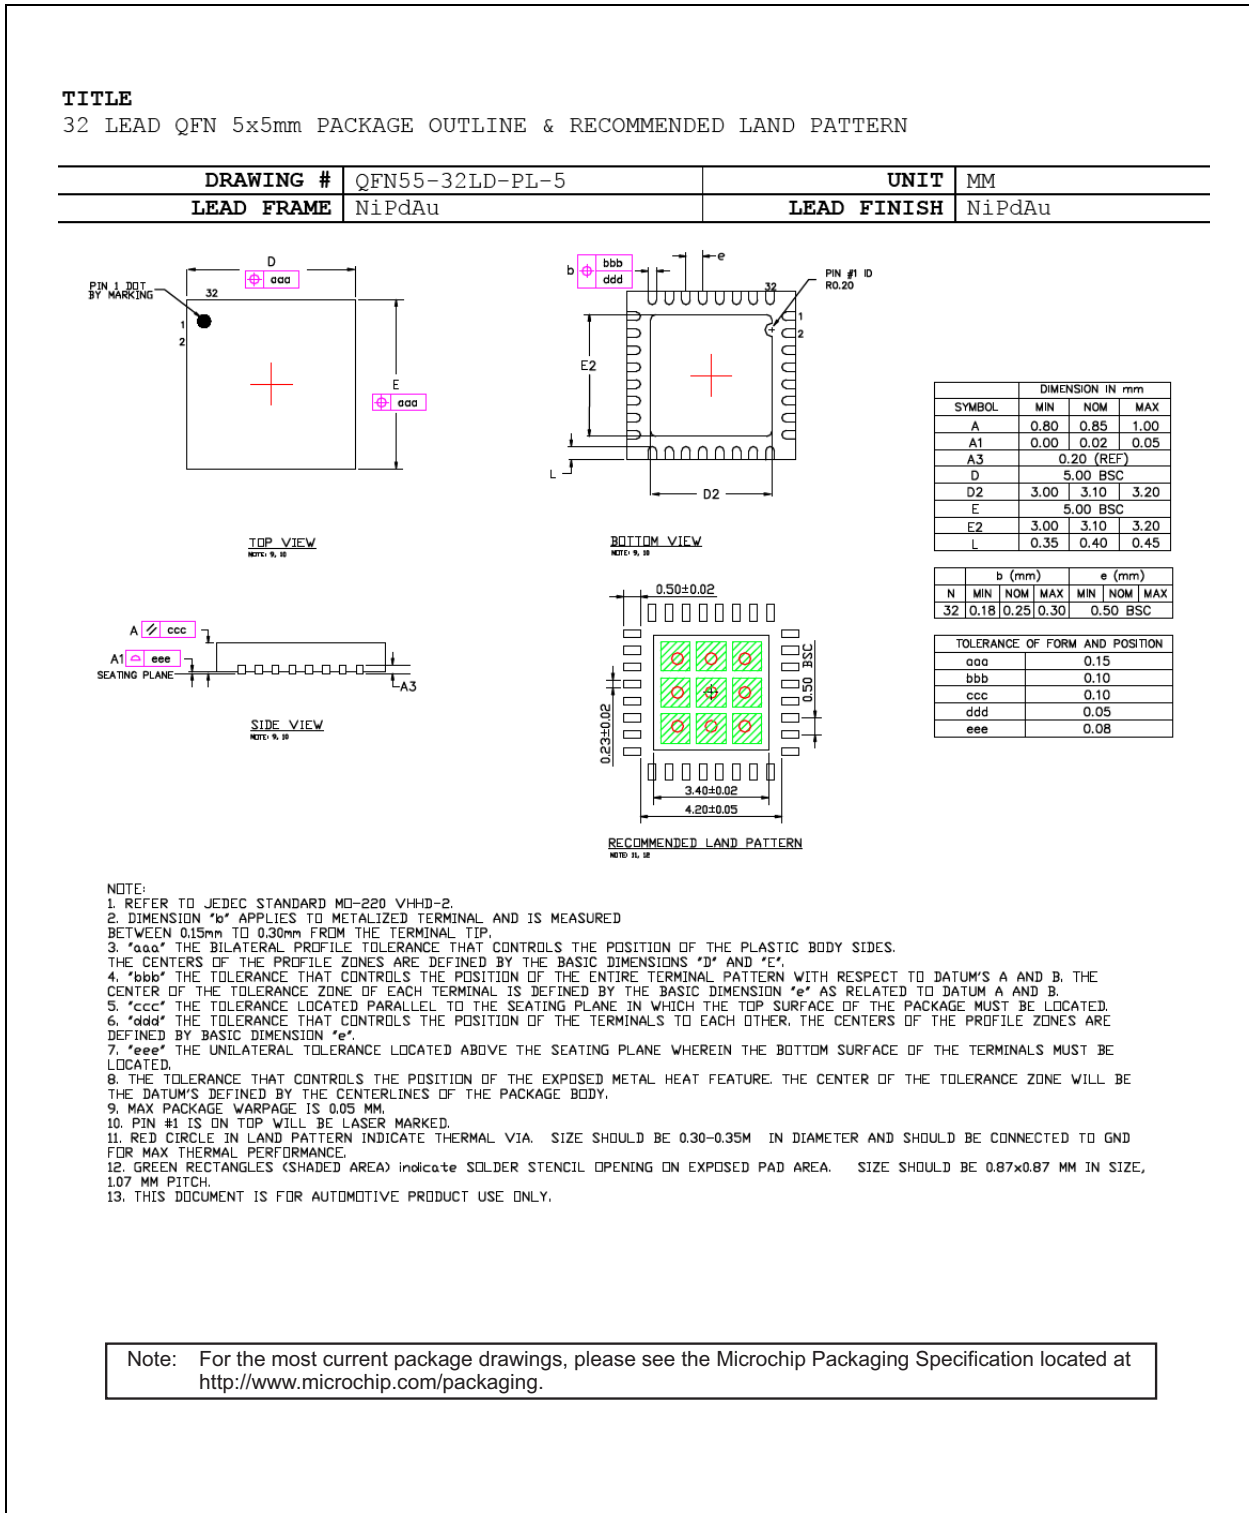 TITLE
32 LEAD QFN 5x5mm PACKAGE OUTLINE & RECOMMENDED LAND PATTERN
DRAWING # QFN55-32LD-PL-5 UNIT MM
LEAD FRAME NiPdAu LEAD FINISH NiPdAu
D
aaa
PIN 1 DOT
BY MARKING
32
1
2
E
aaa
TOP VIEW
NOTE: 9, 10
b bbb
ddd
e
32
PIN #1 ID
R0.20
1
2
E2
L
D2
BOTTOM VIEW
NOTE: 9, 10
DIMENSION IN mm
SYMBOL MIN NOM MAX
A 0.80 0.85 1.00
A1 0.00 0.02 0.05
A3 0.20 (REF)
D 5.00 BSC
D2 3.00 3.10 3.20
E 5.00 BSC
E2 3.00 3.10 3.20
L 0.35 0.40 0.45
b (mm) e (mm)
N MIN NOM MAX MIN NOM MAX
32 0.18 0.25 0.30 0.50 BSC
TOLERANCE OF FORM AND POSITION
aaa 0.15
bbb 0.10
ccc 0.10
ddd 0.05
eee 0.08
A ccc
A1 eee
SEATING PLANE
A3
SIDE VIEW
NOTE: 9, 10
0.50±0.02
0.50 BSC
0.23±0.02
3.40±0.02
4.20±0.05
RECOMMENDED LAND PATTERN
NOTE: 11, 12
NOTE:
1. REFER TO JEDEC STANDARD MO-220 VHHD-2.
2. DIMENSION "b" APPLIES TO METALIZED TERMINAL AND IS MEASURED
BETWEEN 0.15mm TO 0.30mm FROM THE TERMINAL TIP.
3. "aaa" THE BILATERAL PROFILE TOLERANCE THAT CONTROLS THE POSITION OF THE PLASTIC BODY SIDES.
THE CENTERS OF THE PROFILE ZONES ARE DEFINED BY THE BASIC DIMENSIONS "D" AND "E".
4. "bbb" THE TOLERANCE THAT CONTROLS THE POSITION OF THE ENTIRE TERMINAL PATTERN WITH RESPECT TO DATUM'S A AND B. THE
CENTER OF THE TOLERANCE ZONE OF EACH TERMINAL IS DEFINED BY THE BASIC DIMENSION "e" AS RELATED TO DATUM A AND B.
5. "ccc" THE TOLERANCE LOCATED PARALLEL TO THE SEATING PLANE IN WHICH THE TOP SURFACE OF THE PACKAGE MUST BE LOCATED.
6. "ddd" THE TOLERANCE THAT CONTROLS THE POSITION OF THE TERMINALS TO EACH OTHER. THE CENTERS OF THE PROFILE ZONES ARE
DEFINED BY BASIC DIMENSION "e".
7. "eee" THE UNILATERAL TOLERANCE LOCATED ABOVE THE SEATING PLANE WHEREIN THE BOTTOM SURFACE OF THE TERMINALS MUST BE
LOCATED.
8. THE TOLERANCE THAT CONTROLS THE POSITION OF THE EXPOSED METAL HEAT FEATURE. THE CENTER OF THE TOLERANCE ZONE WILL BE
THE DATUM'S DEFINED BY THE CENTERLINES OF THE PACKAGE BODY.
9. MAX PACKAGE WARPAGE IS 0.05 MM.
10. PIN #1 IS ON TOP WILL BE LASER MARKED.
11. RED CIRCLE IN LAND PATTERN INDICATE THERMAL VIA. SIZE SHOULD BE 0.30-0.35M IN DIAMETER AND SHOULD BE CONNECTED TO GND
FOR MAX THERMAL PERFORMANCE.
12. GREEN RECTANGLES (SHADED AREA) indicate SOLDER STENCIL OPENING ON EXPOSED PAD AREA. SIZE SHOULD BE 0.87x0.87 MM IN SIZE,
1.07 MM PITCH.
13. THIS DOCUMENT IS FOR AUTOMOTIVE PRODUCT USE ONLY.
Note: For the most current package drawings, please see the Microchip Packaging Specification located at
http://www.microchip.com/packaging.